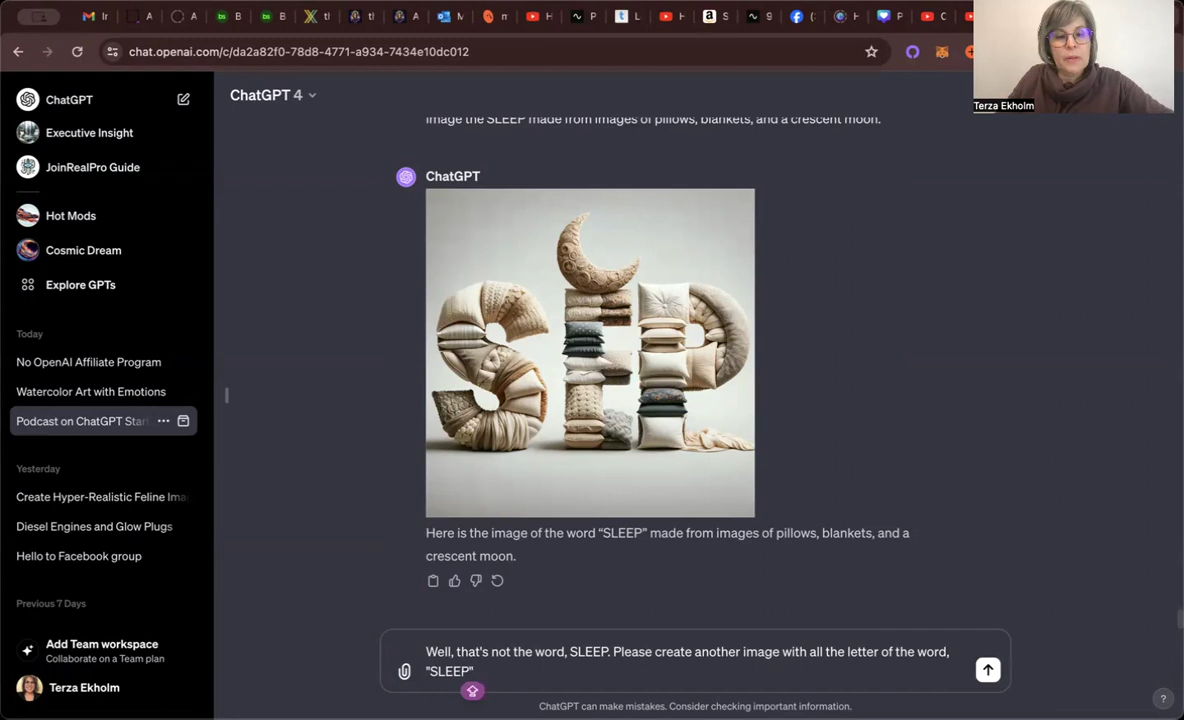 chat.openai.com/c/da2a82f0-78d8-4771-a934-7434e10dc012
Terza Ekholm
ChatGPT
Executive Insight
JoinRealPro Guide
Hot Mods
Cosmic Dream
Explore GPTs
Today
No OpenAI Affiliate Program
Watercolor Art with Emotions
Podcast on ChatGPT Star
Yesterday
Create Hyper-Realistic Feline Ima
Diesel Engines and Glow Plugs
Hello to Facebook group
Previous 7 Days
Add Team workspace
Collaborate on a Team plan
Terza Ekholm
ChatGPT 4
image the SLEEP made from images of pillows, blankets, and a crescent moon.
ChatGPT
SEP
Here is the image of the word “SLEEP” made from images of pillows, blankets, and a
crescent moon.
Well, that's not the word, SLEEP. Please create another image with all the letter of the word,
"SLEEP"
ChatGPT can make mistakes. Consider checking important information.
?